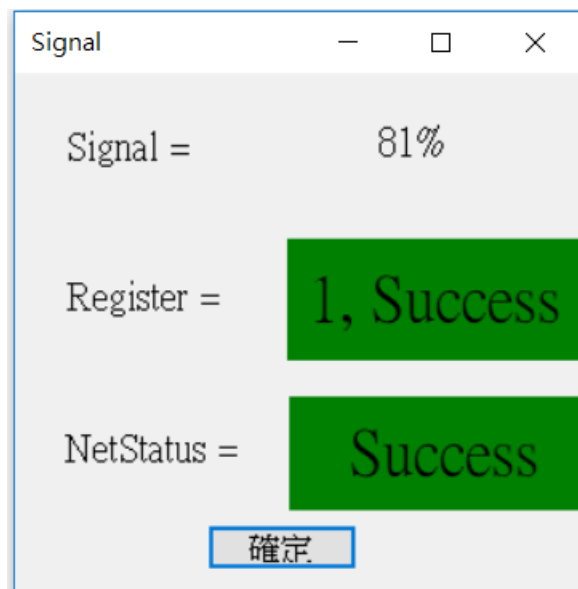 Signal
Signal = 81%
Register = 1, Success
NetStatus = Success
確定